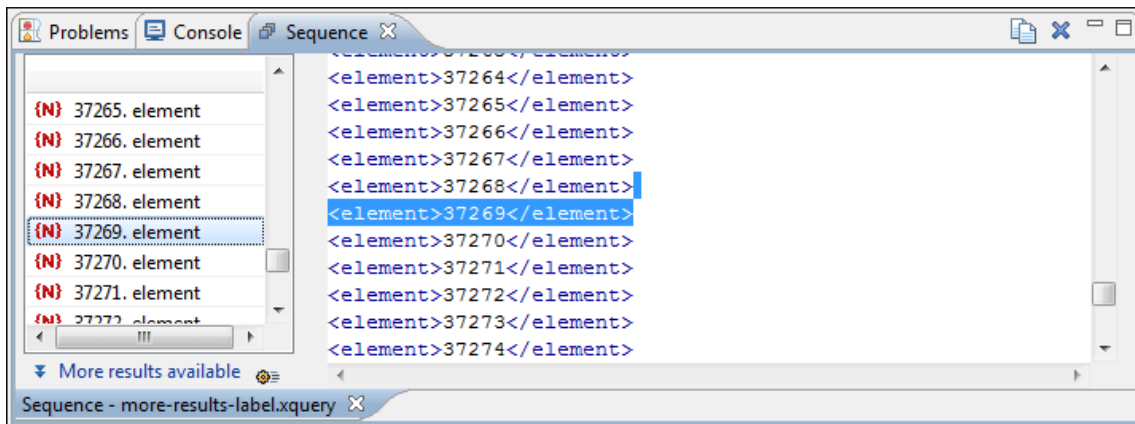 Problems Console Sequence
37265. element
37266. element
37267. element
37268. element
37269. element
37270. element
37271. element
37272. element
More results available
<element>37264</element>
<element>37265</element>
<element>37266</element>
<element>37267</element>
<element>37268</element>
<element>37269</element>
<element>37270</element>
<element>37271</element>
<element>37272</element>
<element>37273</element>
<element>37274</element>
Sequence - more-results-label.xquery